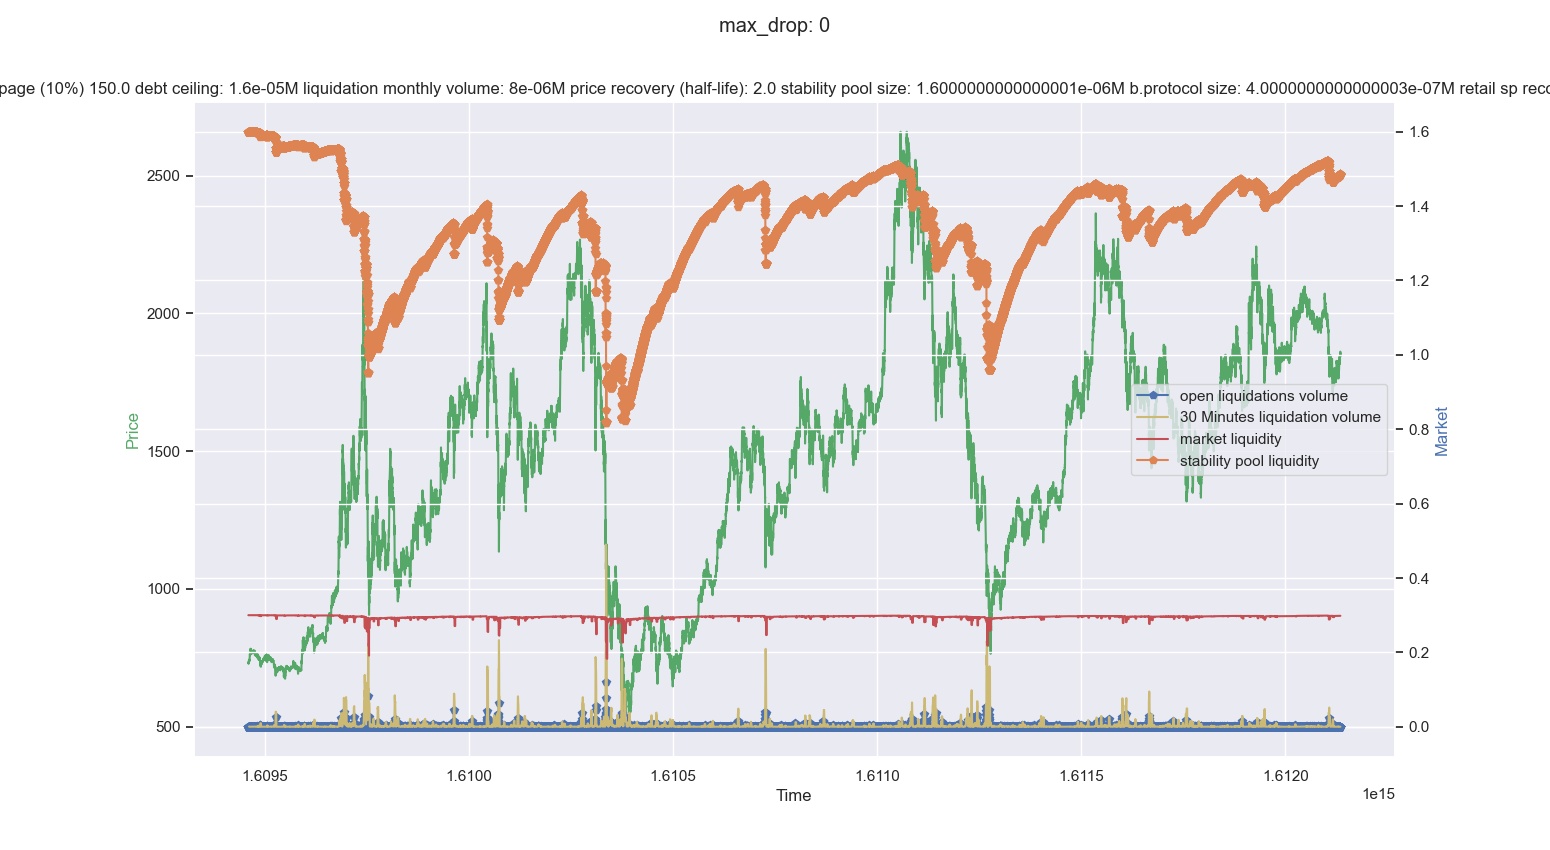 max_drop: 0
page (10%) 150.0 debt ceiling: 1.6e-05M liquidation monthly volume: 8e-06M price recovery (half-life): 2.0 stability pool size: 1.6000000000000001e-06M b.protocol size: 4.0000000000000003e-07M retail sp reco
2500
2000
1500
1000
500
Price
1.6
1.4
1.2
1.0
0.8
0.6
0.4
0.2
0.0
Market
open liquidations volume
30 Minutes liquidation volume
market liquidity
stability pool liquidity
1.6095 1.6100 1.6105 1.6110 1.6115 1.6120
Time
1e15